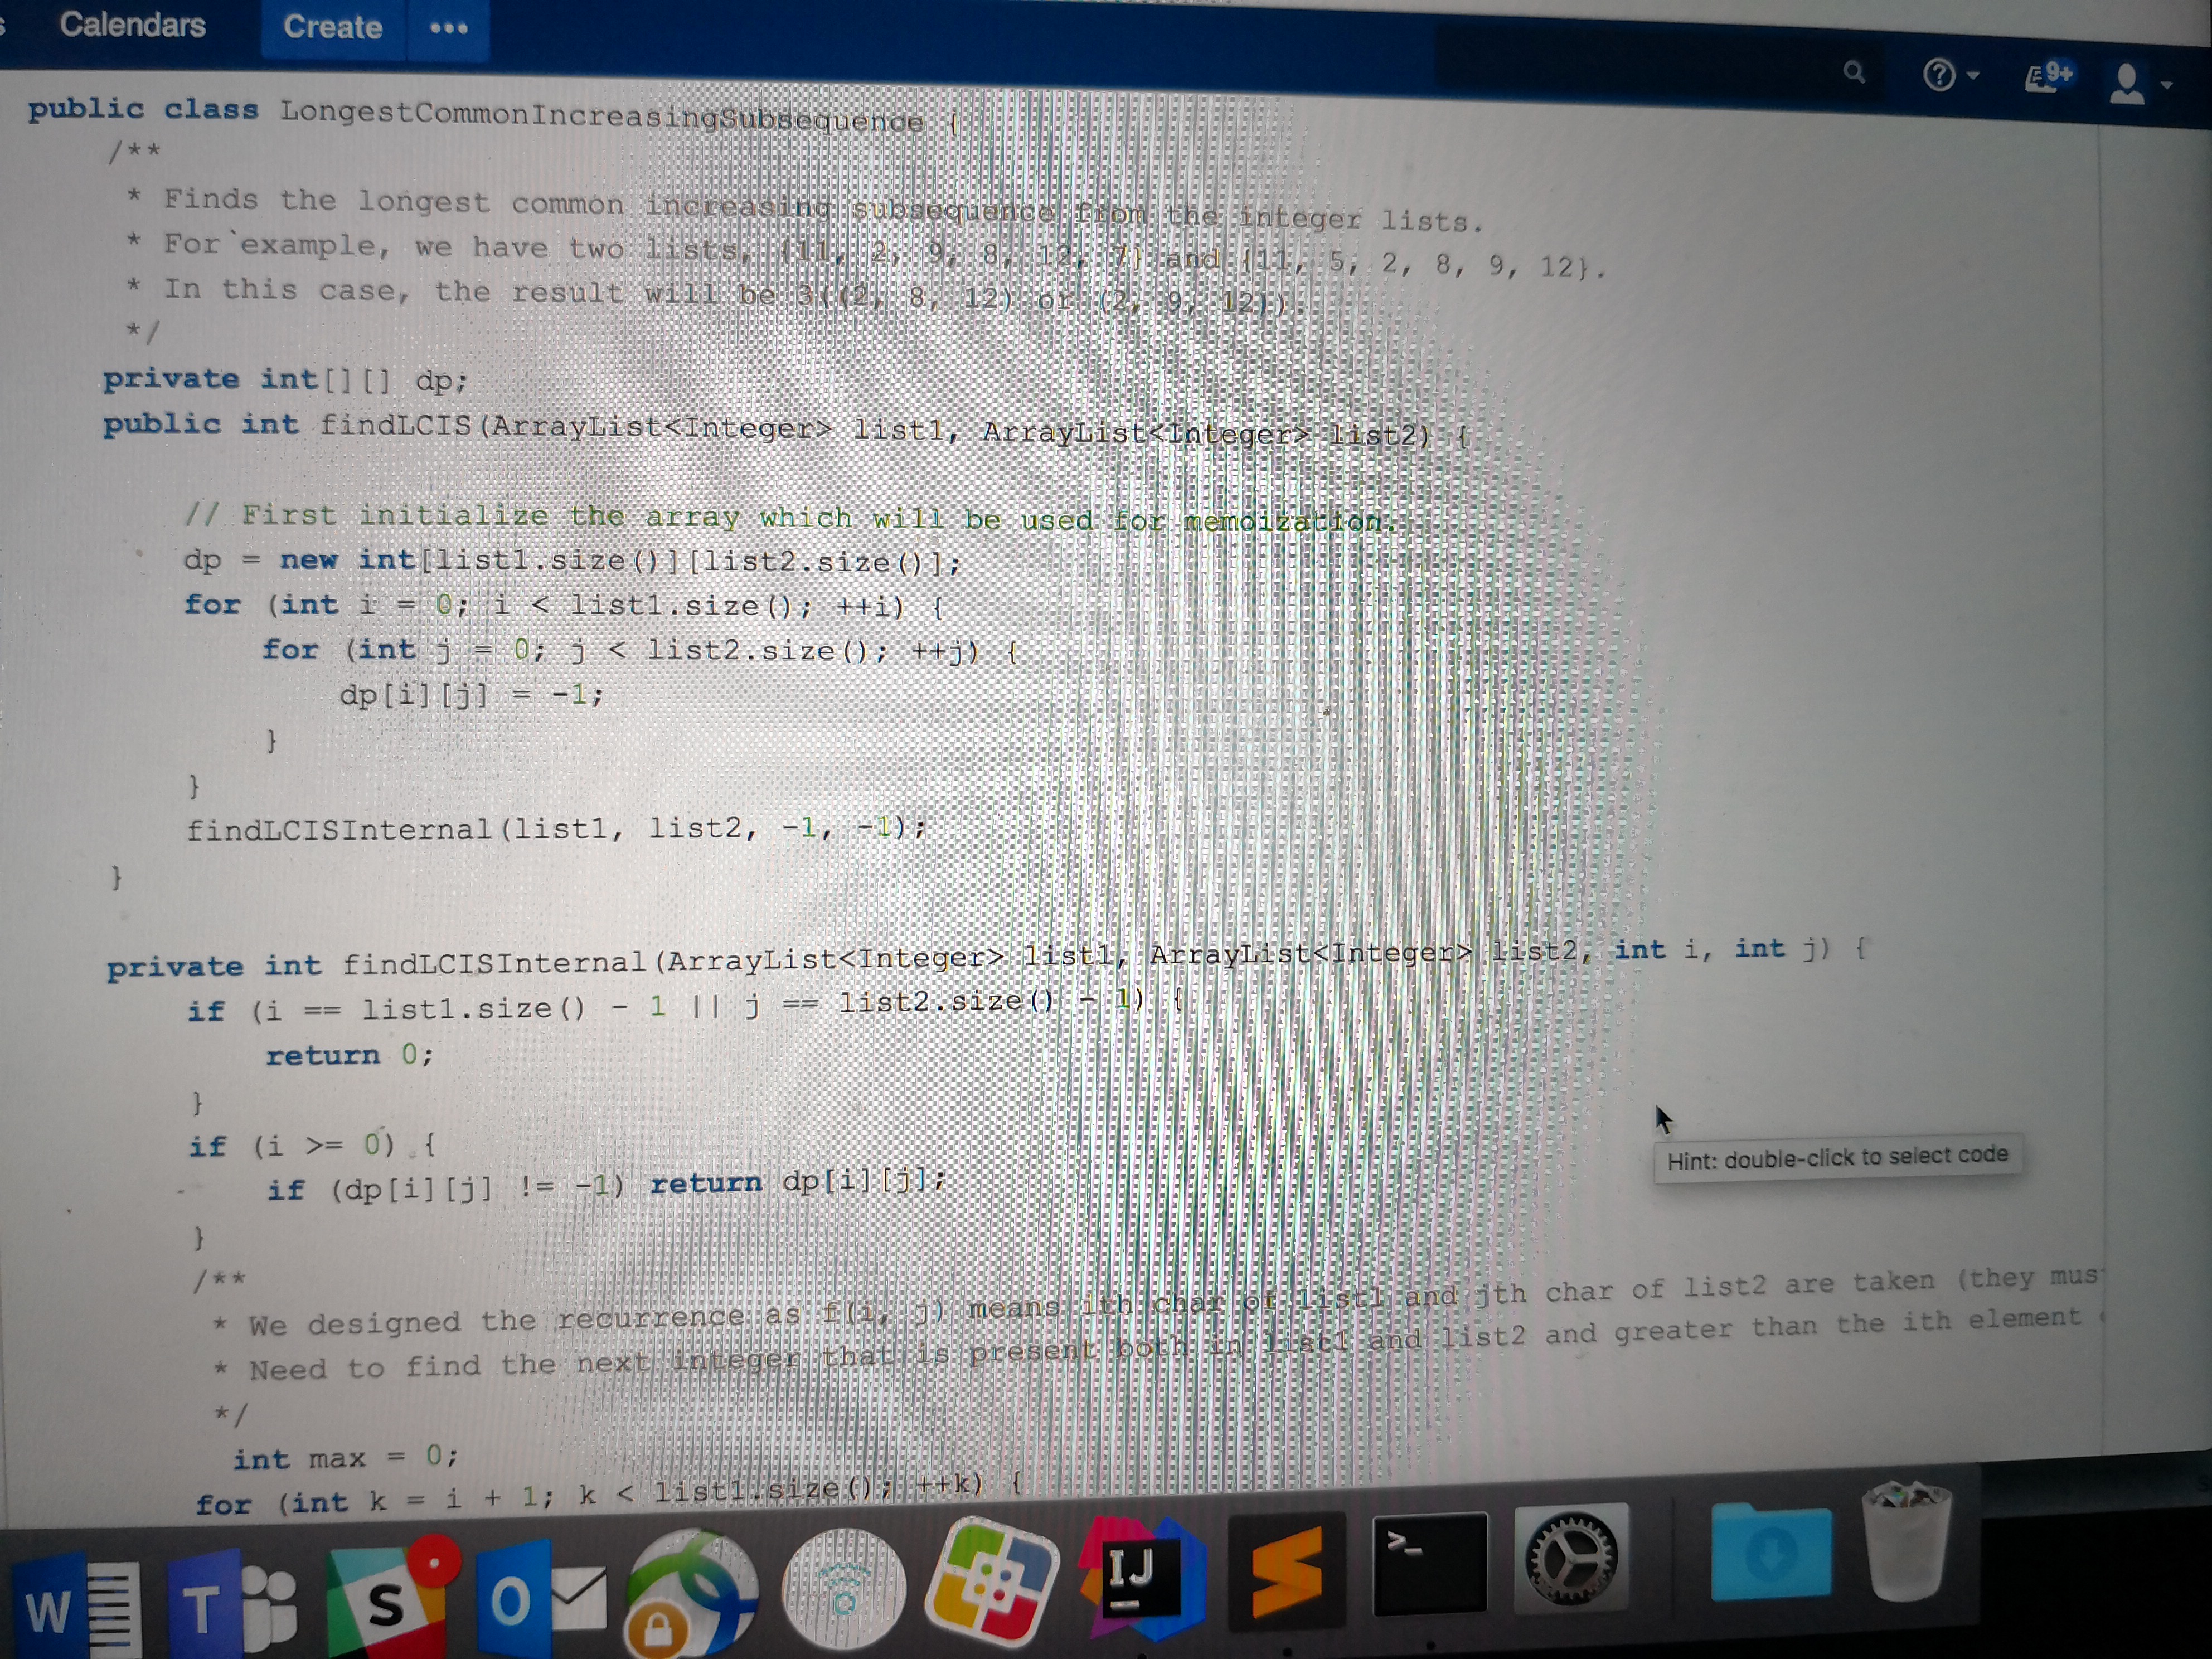 Calendars Create •••
9+
public class LongestCommonIncreasingSubsequence {
/**
* Finds the longest common increasing subsequence from the integer lists.
* For example, we have two lists, {11, 2, 9, 8, 12, 7} and {11, 5, 2, 8, 9, 12}.
* In this case, the result will be 3((2, 8, 12) or (2, 9, 12)).
*/
private int[][] dp;
public int findLCIS(ArrayList<Integer> list1, ArrayList<Integer> list2) {
// First initialize the array which will be used for memoization.
dp = new int[list1.size()][list2.size()];
for (int i = 0; i < list1.size(); ++i) {
for (int j = 0; j < list2.size(); ++j) {
dp[i][j] = -1;
}
}
findLCISInternal(list1, list2, -1, -1);
}
private int findLCISInternal(ArrayList<Integer> list1, ArrayList<Integer> list2, int i, int j) {
if (i == list1.size() - 1 || j == list2.size() - 1) {
return 0;
}
if (i >= 0) {
if (dp[i][j] != -1) return dp[i][j];
}
/**
* We designed the recurrence as f(i, j) means ith char of list1 and jth char of list2 are taken (they mus
* Need to find the next integer that is present both in list1 and list2 and greater than the ith element
*/
int max = 0;
for (int k = i + 1; k < list1.size(); ++k) {
Hint: double-click to select code
W T S O IJ >_